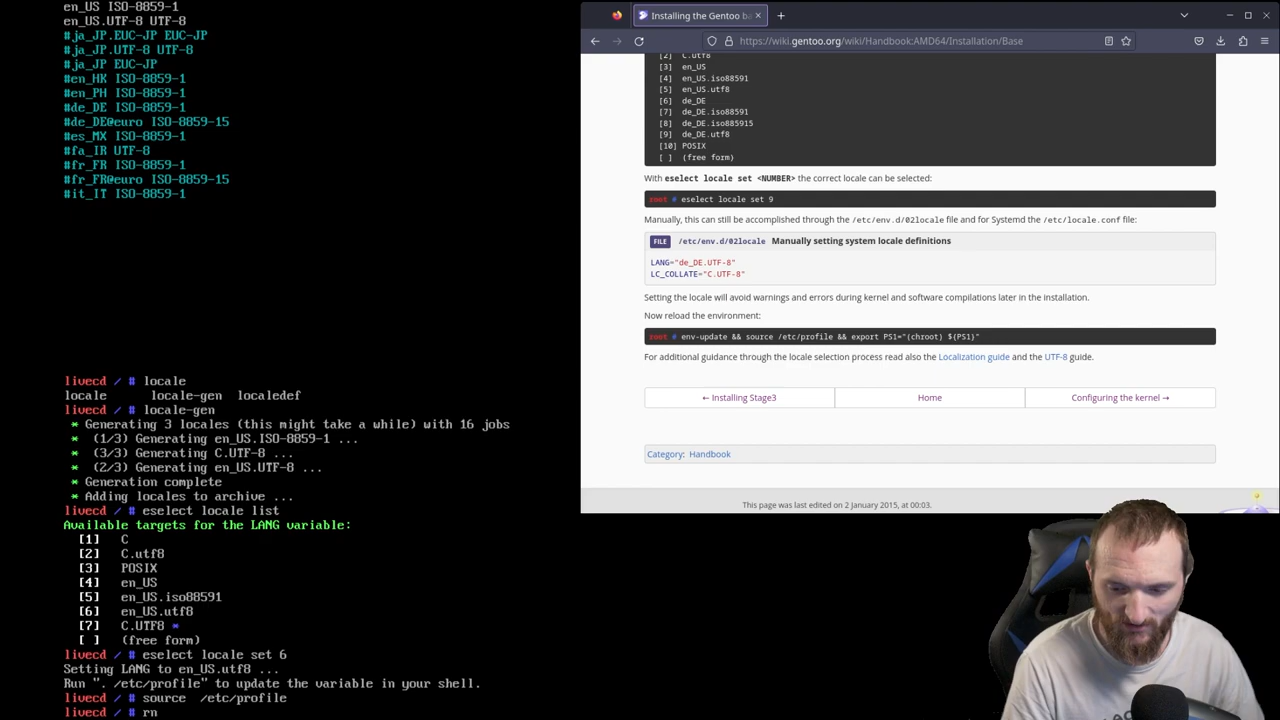 en_US ISO-8859-1
en_US.UTF-8 UTF-8
#ja_JP.EUC-JP EUC-JP
#ja_JP.UTF-8 UTF-8
#ja_JP EUC-JP
#en_HK ISO-8859-1
#en_PH ISO-8859-1
#de_DE ISO-8859-1
#de_DE@euro ISO-8859-15
#es_MX ISO-8859-1
#fa_IR UTF-8
#fr_FR ISO-8859-1
#fr_FR@euro ISO-8859-15
#it_IT ISO-8859-1
livecd / # locale
locale locale-gen localedef
livecd / # locale-gen
* Generating 3 locales (this might take a while) with 16 jobs
* (1/3) Generating en_US.ISO-8859-1 ...
* (3/3) Generating C.UTF-8 ...
* (2/3) Generating en_US.UTF-8 ...
* Generation complete
* Adding locales to archive ...
livecd / # eselect locale list
Available targets for the LANG variable:
[1] C
[2] C.utf8
[3] POSIX
[4] en_US
[5] en_US.iso88591
[6] en_US.utf8
[7] C.UTF8 *
[ ] (free form)
livecd / # eselect locale set 6
Setting LANG to en_US.utf8 ...
Run ". /etc/profile" to update the variable in your shell.
livecd / # source /etc/profile
livecd / # rn
Installing the Gentoo ba
https://wiki.gentoo.org/wiki/Handbook:AMD64/Installation/Base
[2] C.utf8
[3] en_US
[4] en_US.iso88591
[5] en_US.utf8
[6] de_DE
[7] de_DE.iso88591
[8] de_DE.iso885915
[9] de_DE.utf8
[10] POSIX
[ ] (free form)
With eselect locale set <NUMBER> the correct locale can be selected:
root # eselect locale set 9
Manually, this can still be accomplished through the /etc/env.d/02locale file and for Systemd the /etc/locale.conf file:
FILE /etc/env.d/02locale Manually setting system locale definitions
LANG="de_DE.UTF-8"
LC_COLLATE="C.UTF-8"
Setting the locale will avoid warnings and errors during kernel and software compilations later in the installation.
Now reload the environment:
root # env-update && source /etc/profile && export PS1="(chroot) ${PS1}"
For additional guidance through the locale selection process read also the Localization guide and the UTF-8 guide.
← Installing Stage3 Home Configuring the kernel →
Category: Handbook
This page was last edited on 2 January 2015, at 00:03.